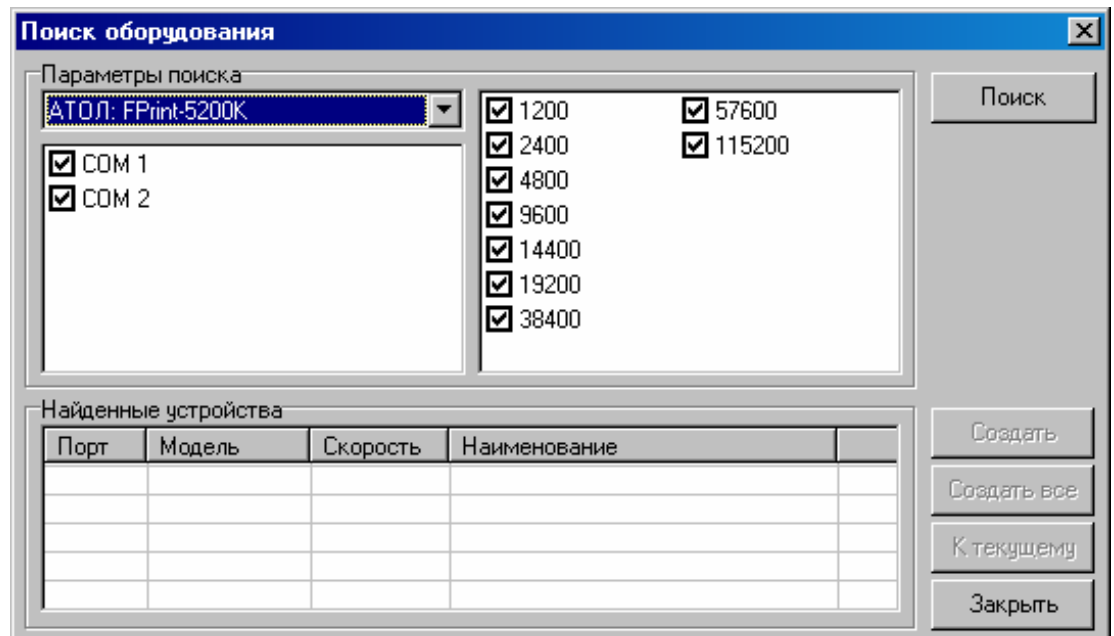 Поиск оборудования
Параметры поиска
АТОЛ: FPrint-5200К
COM 1
COM 2
1200
2400
4800
9600
14400
19200
38400
57600
115200
Поиск
Найденные устройства
Порт Модель Скорость Наименование
Создать
Создать все
К текущему
Закрыть